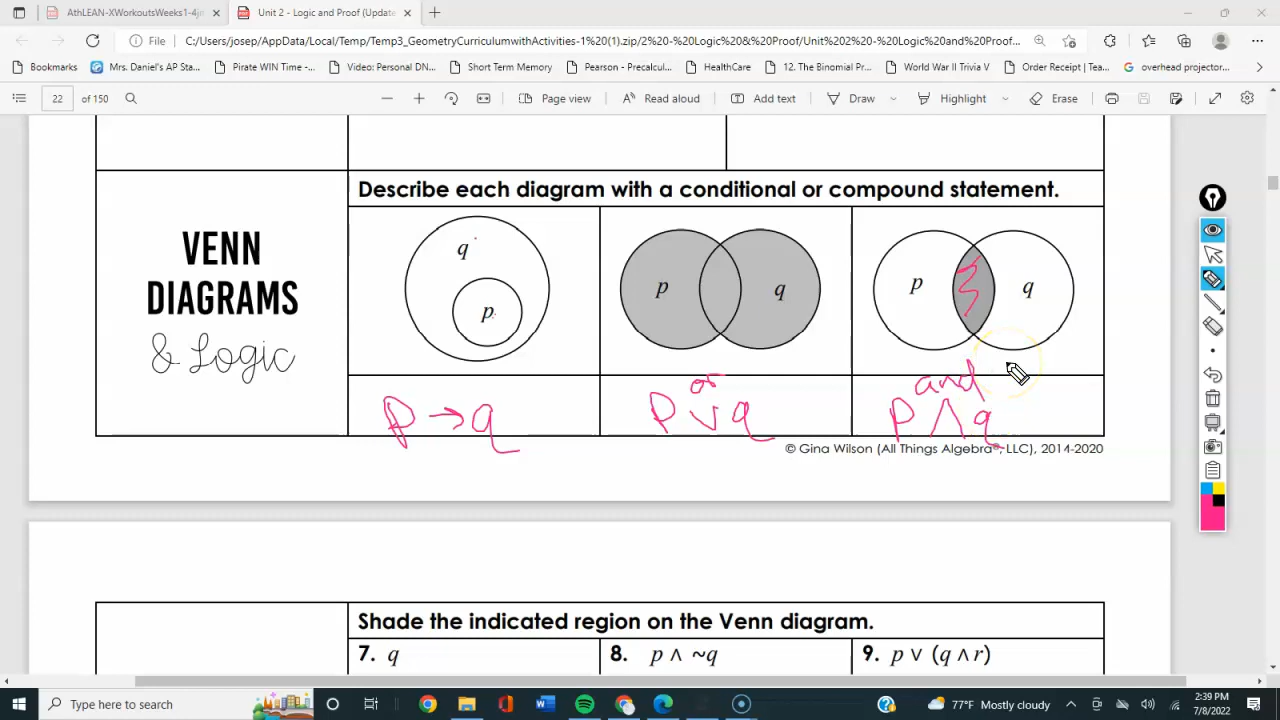 AthLEAN-XWorkoutsWeeks1-4jn
Unit 2 - Logic and Proof (Update
File
C:/Users/josep/AppData/Local/Temp/Temp3_GeometryCurriculumwithActivities-1%20(1).zip/2%20-%20Logic%20&%20Proof/Unit%202%20-%20Logic%20and%20Proof...
Bookmarks
Mrs. Daniel's AP Sta...
Pirate WIN Time -...
Video: Personal DN...
Short Term Memory
Pearson - Precalcul...
HealthCare
12. The Binomial Pr...
World War II Trivia V
Order Receipt | Tea...
overhead projector...
22 of 150
Page view
Read aloud
Add text
Draw
Highlight
Erase
Describe each diagram with a conditional or compound statement.
VENN
DIAGRAMS
& Logic
q
p
p q
p q
p → q
or
p ∨ q
and
p ∧ q
© Gina Wilson (All Things Algebra®, LLC), 2014-2020
Shade the indicated region on the Venn diagram.
7. q
8. p ∧ ~q
9. p ∨ (q ∧ r)
Type here to search
77°F Mostly cloudy
2:39 PM
7/8/2022